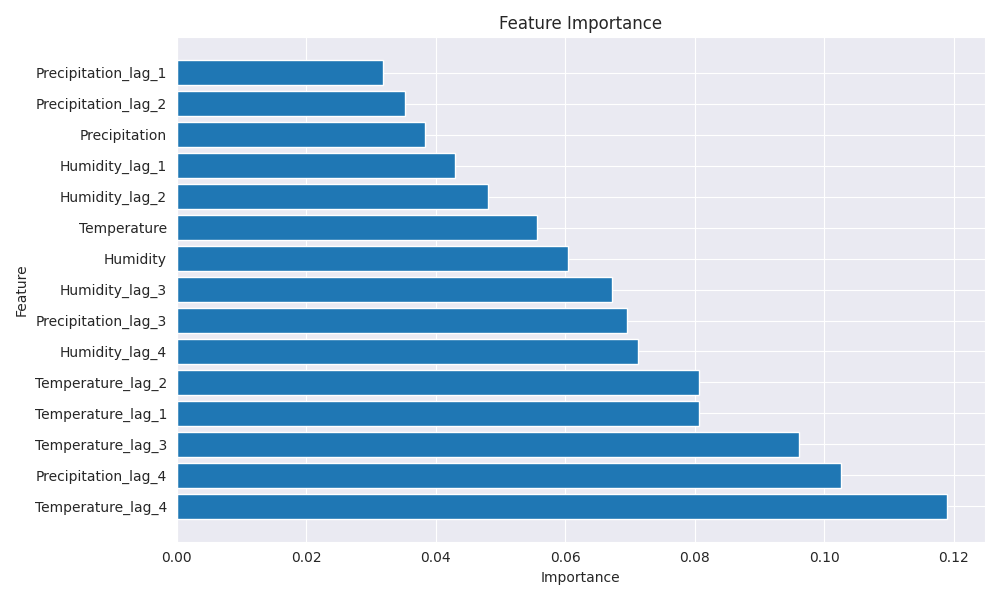 Feature Importance
Feature
Precipitation_lag_1
Precipitation_lag_2
Precipitation
Humidity_lag_1
Humidity_lag_2
Temperature
Humidity
Humidity_lag_3
Precipitation_lag_3
Humidity_lag_4
Temperature_lag_2
Temperature_lag_1
Temperature_lag_3
Precipitation_lag_4
Temperature_lag_4
0.00 0.02 0.04 0.06 0.08 0.10 0.12
Importance